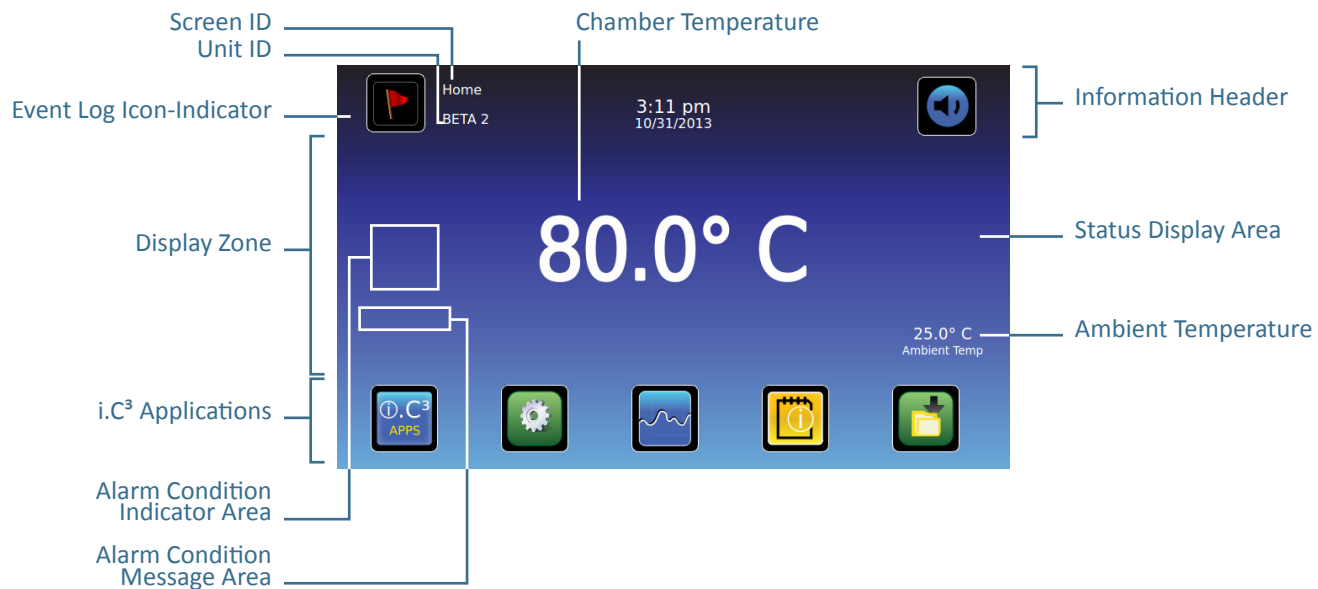 Screen ID
Unit ID
Chamber Temperature
Event Log Icon-Indicator
Home
BETA 2
3:11 pm
10/31/2013
Information Header
Display Zone
80.0° C
Status Display Area
25.0° C
Ambient Temp
Ambient Temperature
i.C³ Applications
i.C³
APPS
i
Alarm Condition
Indicator Area
Alarm Condition
Message Area